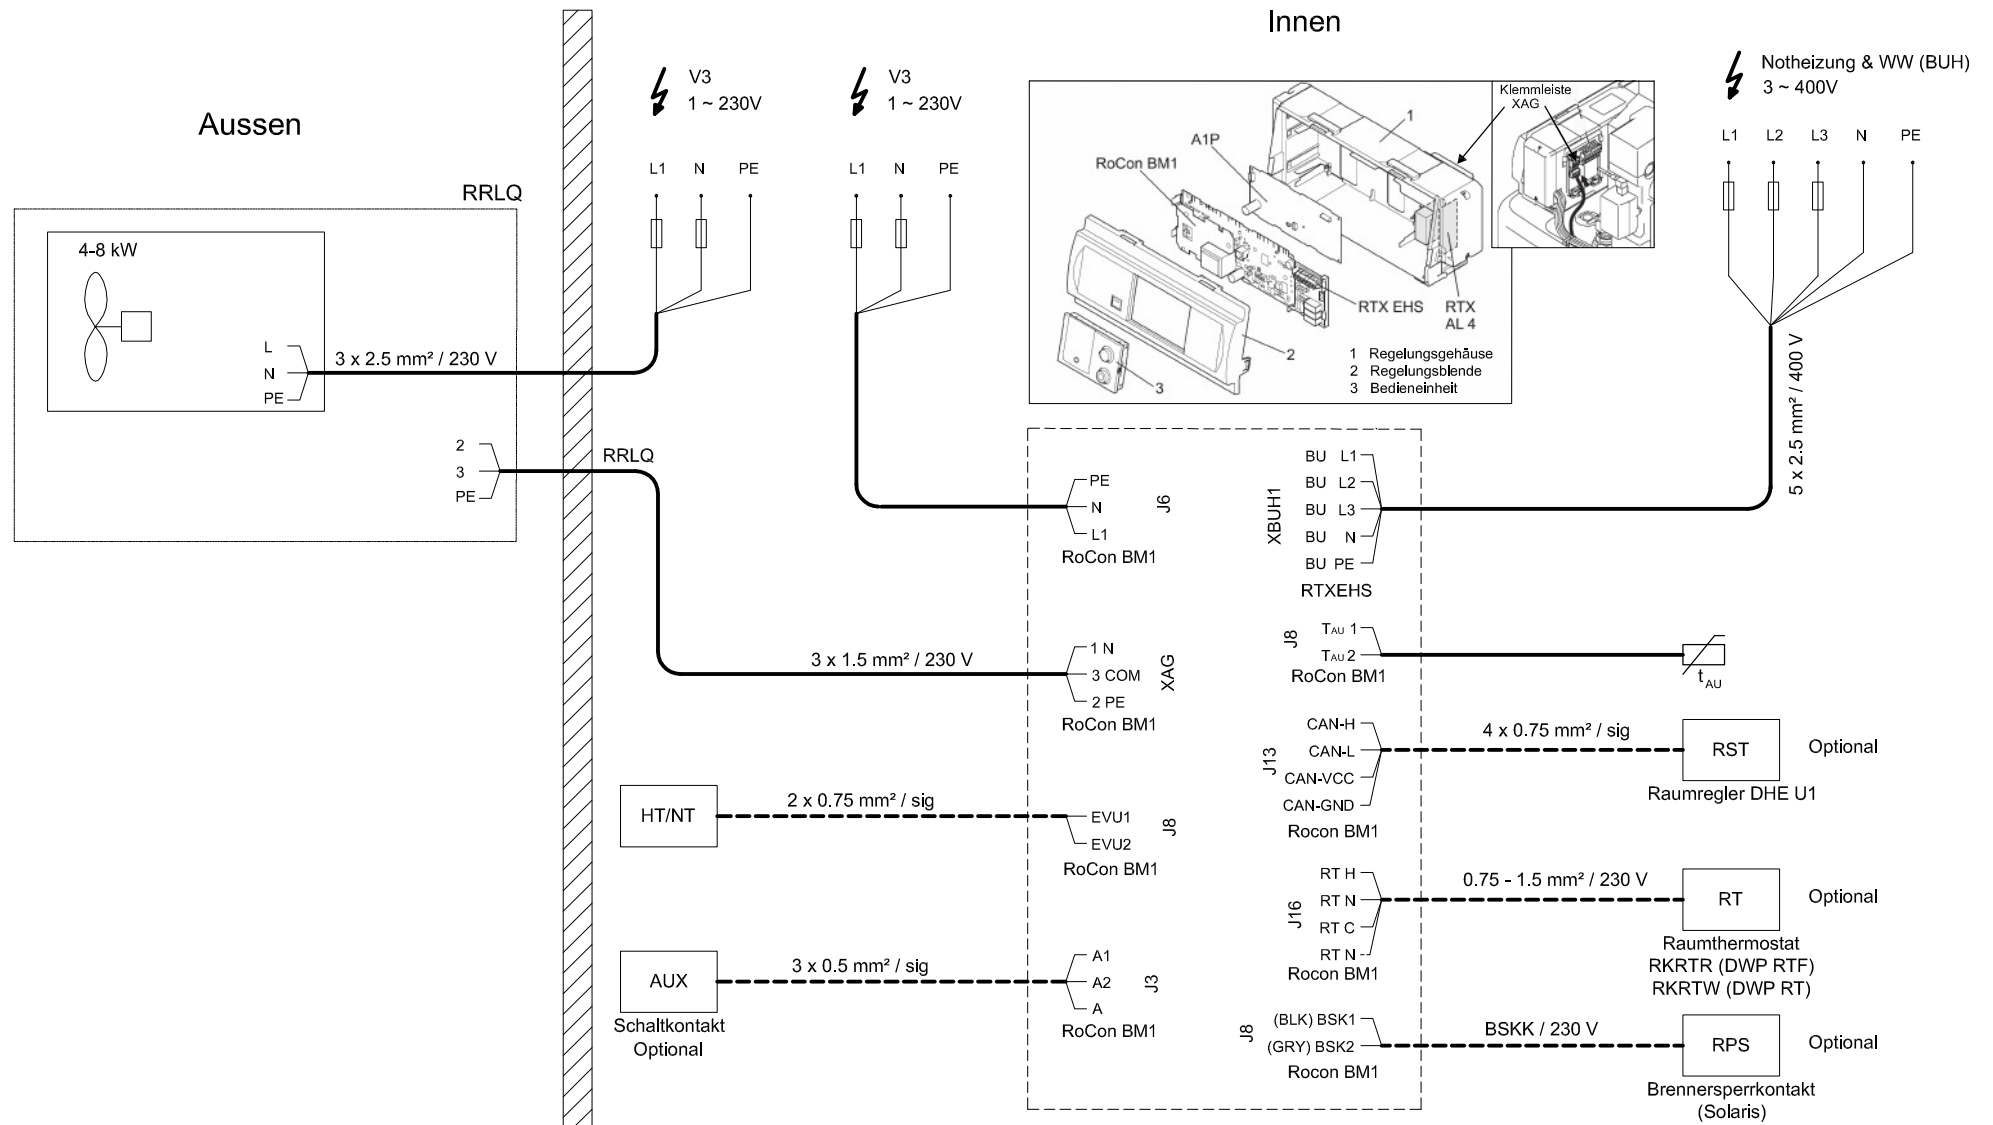 Innen
Aussen
RRLQ
4-8 kW
L
N
PE
3 x 2.5 mm² / 230 V
2
3
PE
RRLQ
V3
1 ~ 230V
L1 N PE
V3
1 ~ 230V
L1 N PE
Klemmleiste
XAG
1
A1P
RoCon BM1
RTX EHS
RTX
AL 4
2
3
1 Regelungsgehäuse
2 Regelungsblende
3 Bedieneinheit
Notheizung & WW (BUH)
3 ~ 400V
L1 L2 L3 N PE
5 x 2.5 mm² / 400 V
PE
N
L1
J6
RoCon BM1
3 x 1.5 mm² / 230 V
1 N
3 COM
2 PE
XAG
RoCon BM1
HT/NT
2 x 0.75 mm² / sig
EVU1
EVU2
J8
RoCon BM1
AUX
Schaltkontakt
Optional
3 x 0.5 mm² / sig
A1
A2
A
J3
RoCon BM1
XBUH1
BU L1
BU L2
BU L3
BU N
BU PE
RTXEHS
J8
TAU 1
TAU 2
RoCon BM1
tAU
J13
CAN-H
CAN-L
CAN-VCC
CAN-GND
Rocon BM1
4 x 0.75 mm² / sig
RST
Optional
Raumregler DHE U1
J16
RT H
RT N
RT C
RT N
Rocon BM1
0.75 - 1.5 mm² / 230 V
RT
Optional
Raumthermostat
RKRTR (DWP RTF)
RKRTW (DWP RT)
J8
(BLK) BSK1
(GRY) BSK2
Rocon BM1
BSKK / 230 V
RPS
Optional
Brennersperrkontakt
(Solaris)